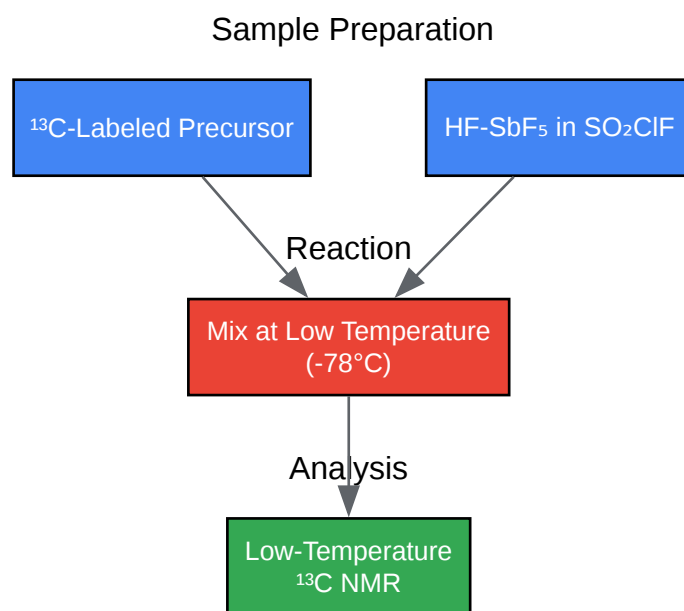 Sample Preparation
¹³C-Labeled Precursor
HF-SbF₅ in SO₂ClF
Reaction
Mix at Low Temperature
(-78°C)
Analysis
Low-Temperature
¹³C NMR